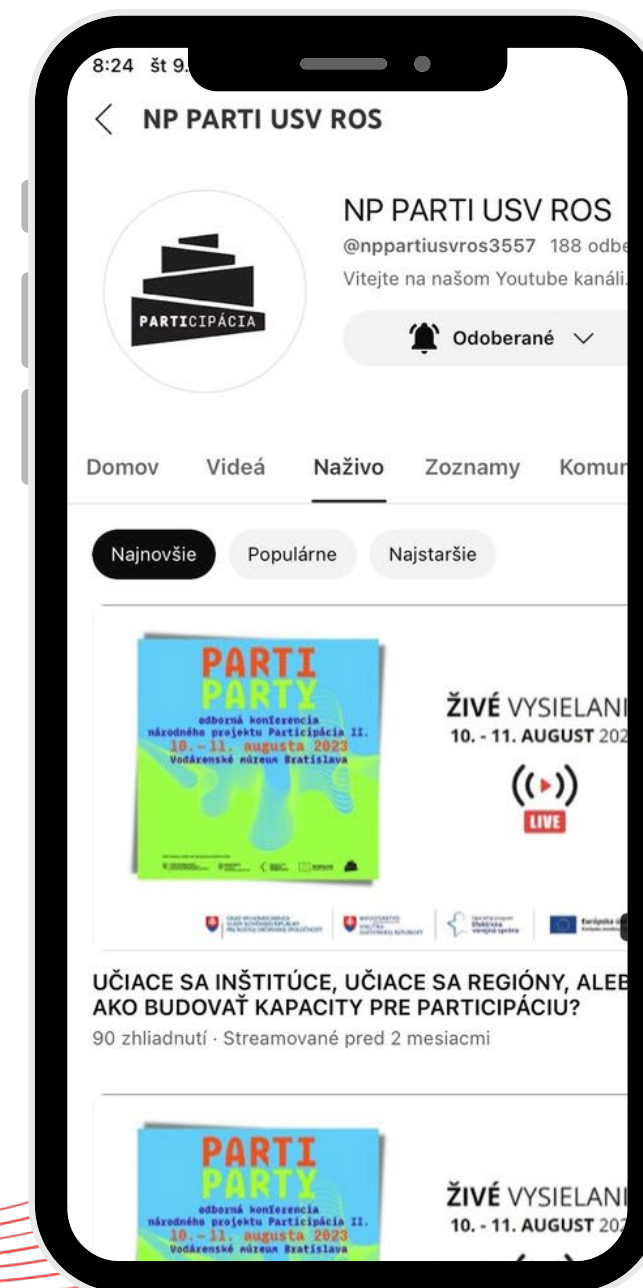 8:24 št 9.
NP PARTI USV ROS
NP PARTI USV ROS
@nppartiusvros3557 188 odbe
Vitejte na našom Youtube kanáli.
PARTICIPÁCIA
Odoberané
Domov Videá Naživo Zoznamy Komun
Najnovšie Populárne Najstaršie
PARTI
PARTY
odborná konferencia
národného projektu Participácia II.
10. – 11. augusta 2023
Vodárenské múzeum Bratislava
ŽIVÉ VYSIELANI
10. - 11. AUGUST 202
LIVE
UČIACE SA INŠTITÚCE, UČIACE SA REGIÓNY, ALEB
AKO BUDOVAŤ KAPACITY PRE PARTICIPÁCIU?
90 zhliadnutí · Streamované pred 2 mesiacmi
PARTI
PARTY
odborná konferencia
národného projektu Participácia II.
10. – 11. augusta 2023
Vodárenské múzeum Bratislava
ŽIVÉ VYSIELANI
10. - 11. AUGUST 202